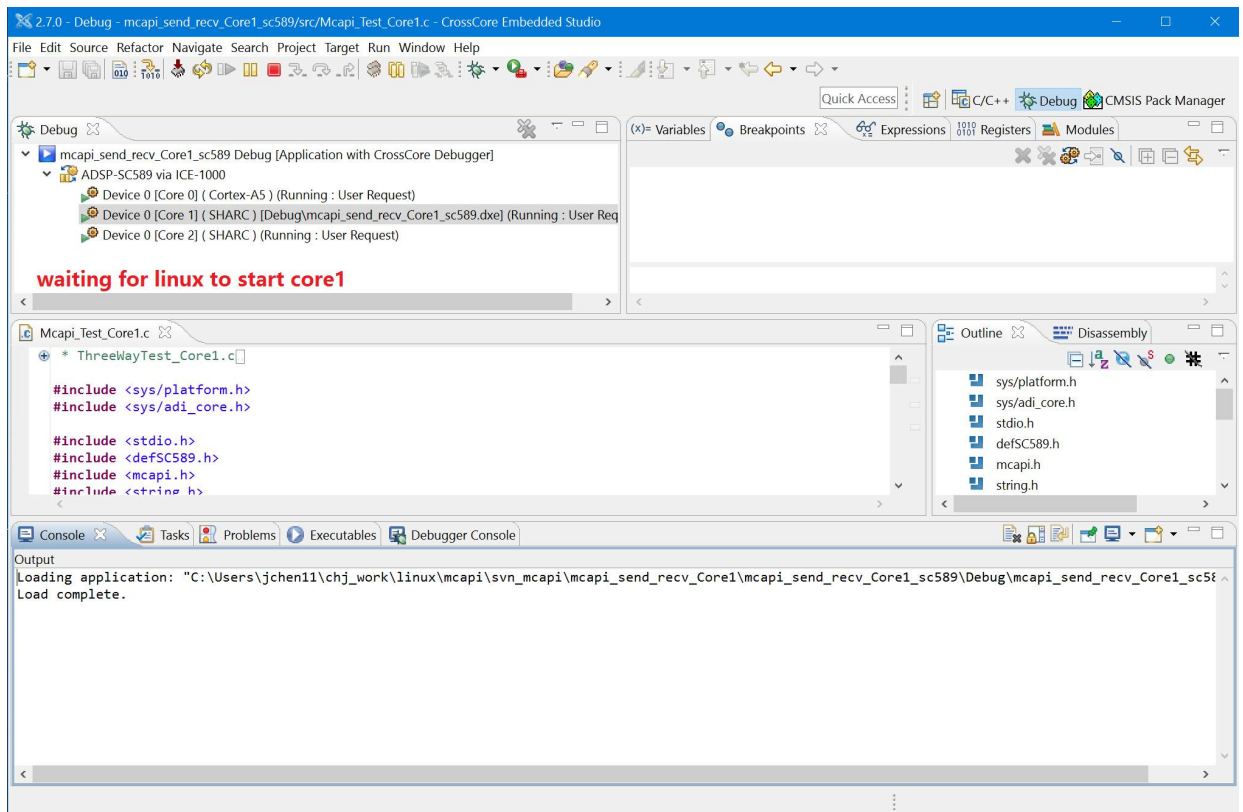 2.7.0 - Debug - mcapi_send_recv_Core1_sc589/src/Mcapi_Test_Core1.c - CrossCore Embedded Studio
File Edit Source Refactor Navigate Search Project Target Run Window Help
Quick Access C/C++ Debug CMSIS Pack Manager
Debug
mcapi_send_recv_Core1_sc589 Debug [Application with CrossCore Debugger]
ADSP-SC589 via ICE-1000
Device 0 [Core 0] ( Cortex-A5 ) (Running : User Request)
Device 0 [Core 1] ( SHARC ) [Debug\mcapi_send_recv_Core1_sc589.dxe] (Running : User Req
Device 0 [Core 2] ( SHARC ) (Running : User Request)
waiting for linux to start core1
(x)= Variables Breakpoints Expressions Registers Modules
Mcapi_Test_Core1.c
* ThreeWayTest_Core1.c
#include <sys/platform.h>
#include <sys/adi_core.h>
#include <stdio.h>
#include <defSC589.h>
#include <mcapi.h>
#include <string.h>
Outline Disassembly
sys/platform.h
sys/adi_core.h
stdio.h
defSC589.h
mcapi.h
string.h
Console Tasks Problems Executables Debugger Console
Output
Loading application: "C:\Users\jchen11\chj_work\linux\mcapi\svn_mcapi\mcapi_send_recv_Core1\mcapi_send_recv_Core1_sc589\Debug\mcapi_send_recv_Core1_sc58
Load complete.